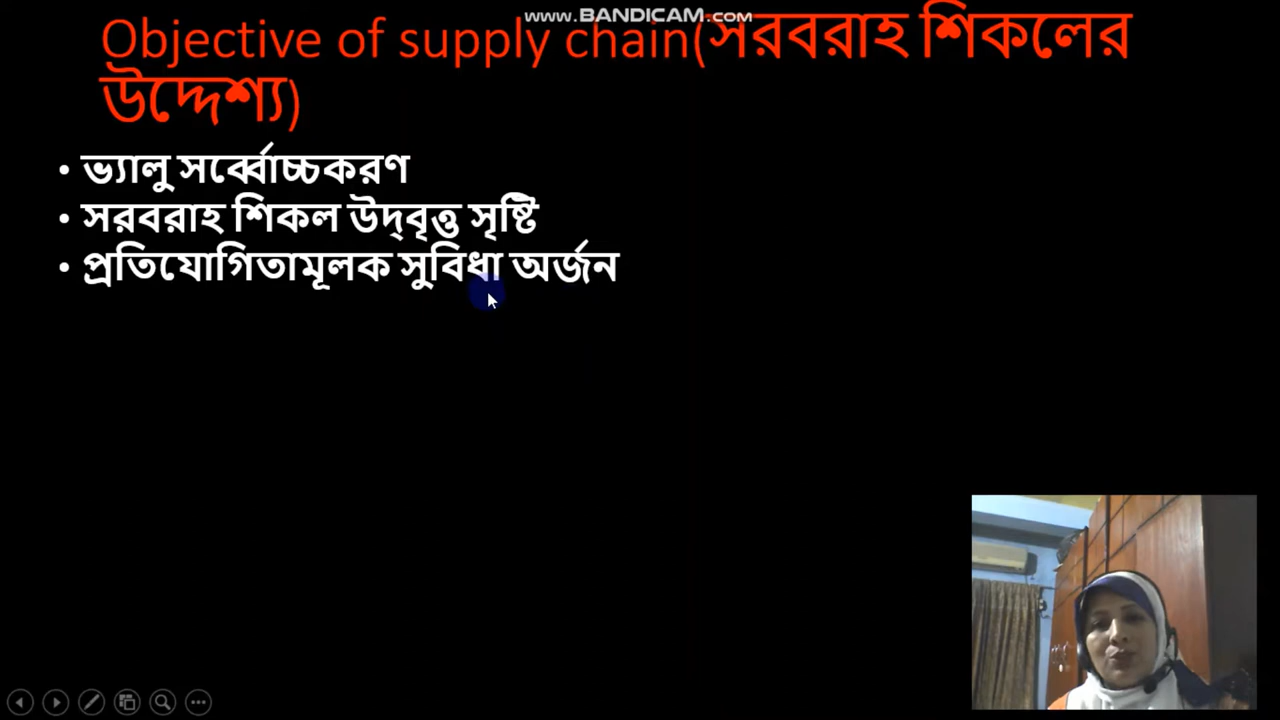 www.BANDICAM.com
Objective of supply chain(সরবরাহ শিকলের
উদ্দেশ্য)
• ভ্যালু সর্ব্বোচ্চকরণ
• সরবরাহ শিকল উদ্‌বৃত্ত সৃষ্টি
• প্রতিযোগিতামূলক সুবিধা অর্জন